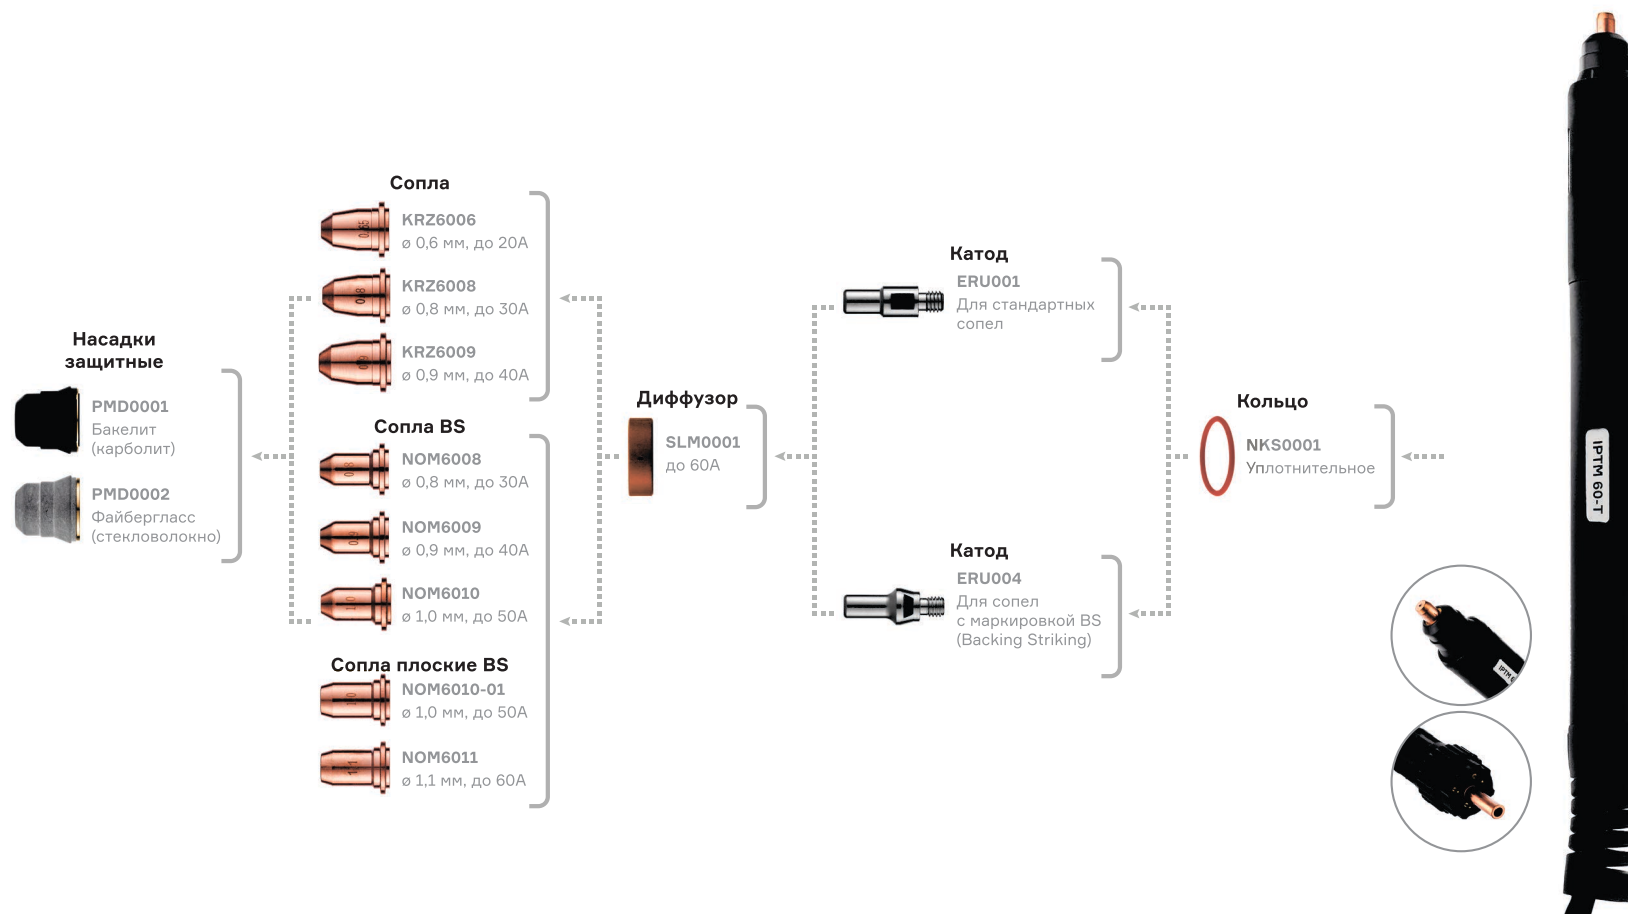 Насадки
защитные
PMD0001
Бакелит
(карболит)
PMD0002
Файбергласс
(стекловолокно)
Сопла
KRZ6006
ø 0,6 мм, до 20А
KRZ6008
ø 0,8 мм, до 30А
KRZ6009
ø 0,9 мм, до 40А
Сопла BS
NOM6008
ø 0,8 мм, до 30А
NOM6009
ø 0,9 мм, до 40А
NOM6010
ø 1,0 мм, до 50А
Сопла плоские BS
NOM6010-01
ø 1,0 мм, до 50А
NOM6011
ø 1,1 мм, до 60А
Диффузор
SLM0001
до 60А
Катод
ERU001
Для стандартных
сопел
Катод
ERU004
Для сопел
с маркировкой BS
(Backing Striking)
Кольцо
NKS0001
Уплотнительное
IPTM 60-T